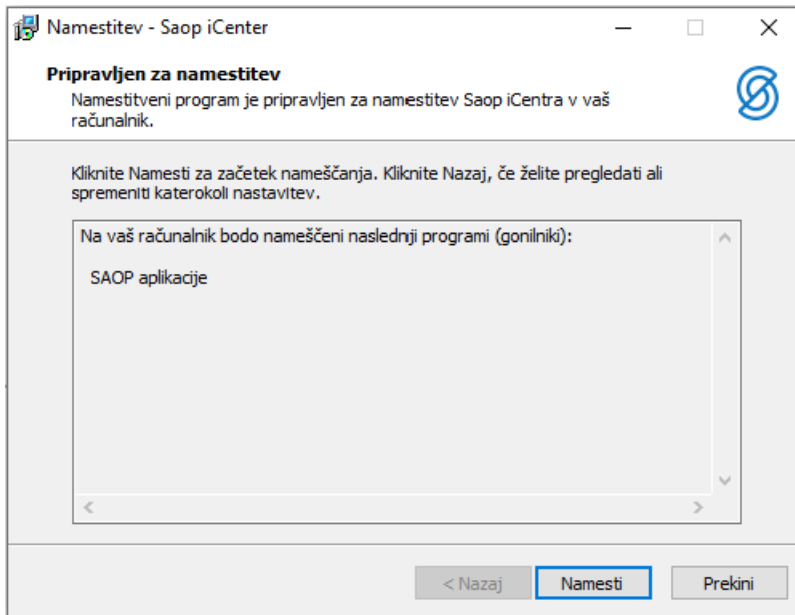 Namestitev - Saop iCenter
Pripravljen za namestitev
Namestitveni program je pripravljen za namestitev Saop iCentra v vaš
računalnik.
Kliknite Namesti za začetek nameščanja. Kliknite Nazaj, če želite pregledati ali
spremeniti katerokoli nastavitev.
Na vaš računalnik bodo nameščeni naslednji programi (gonilniki):
SAOP aplikacije
< Nazaj
Namesti
Prekini